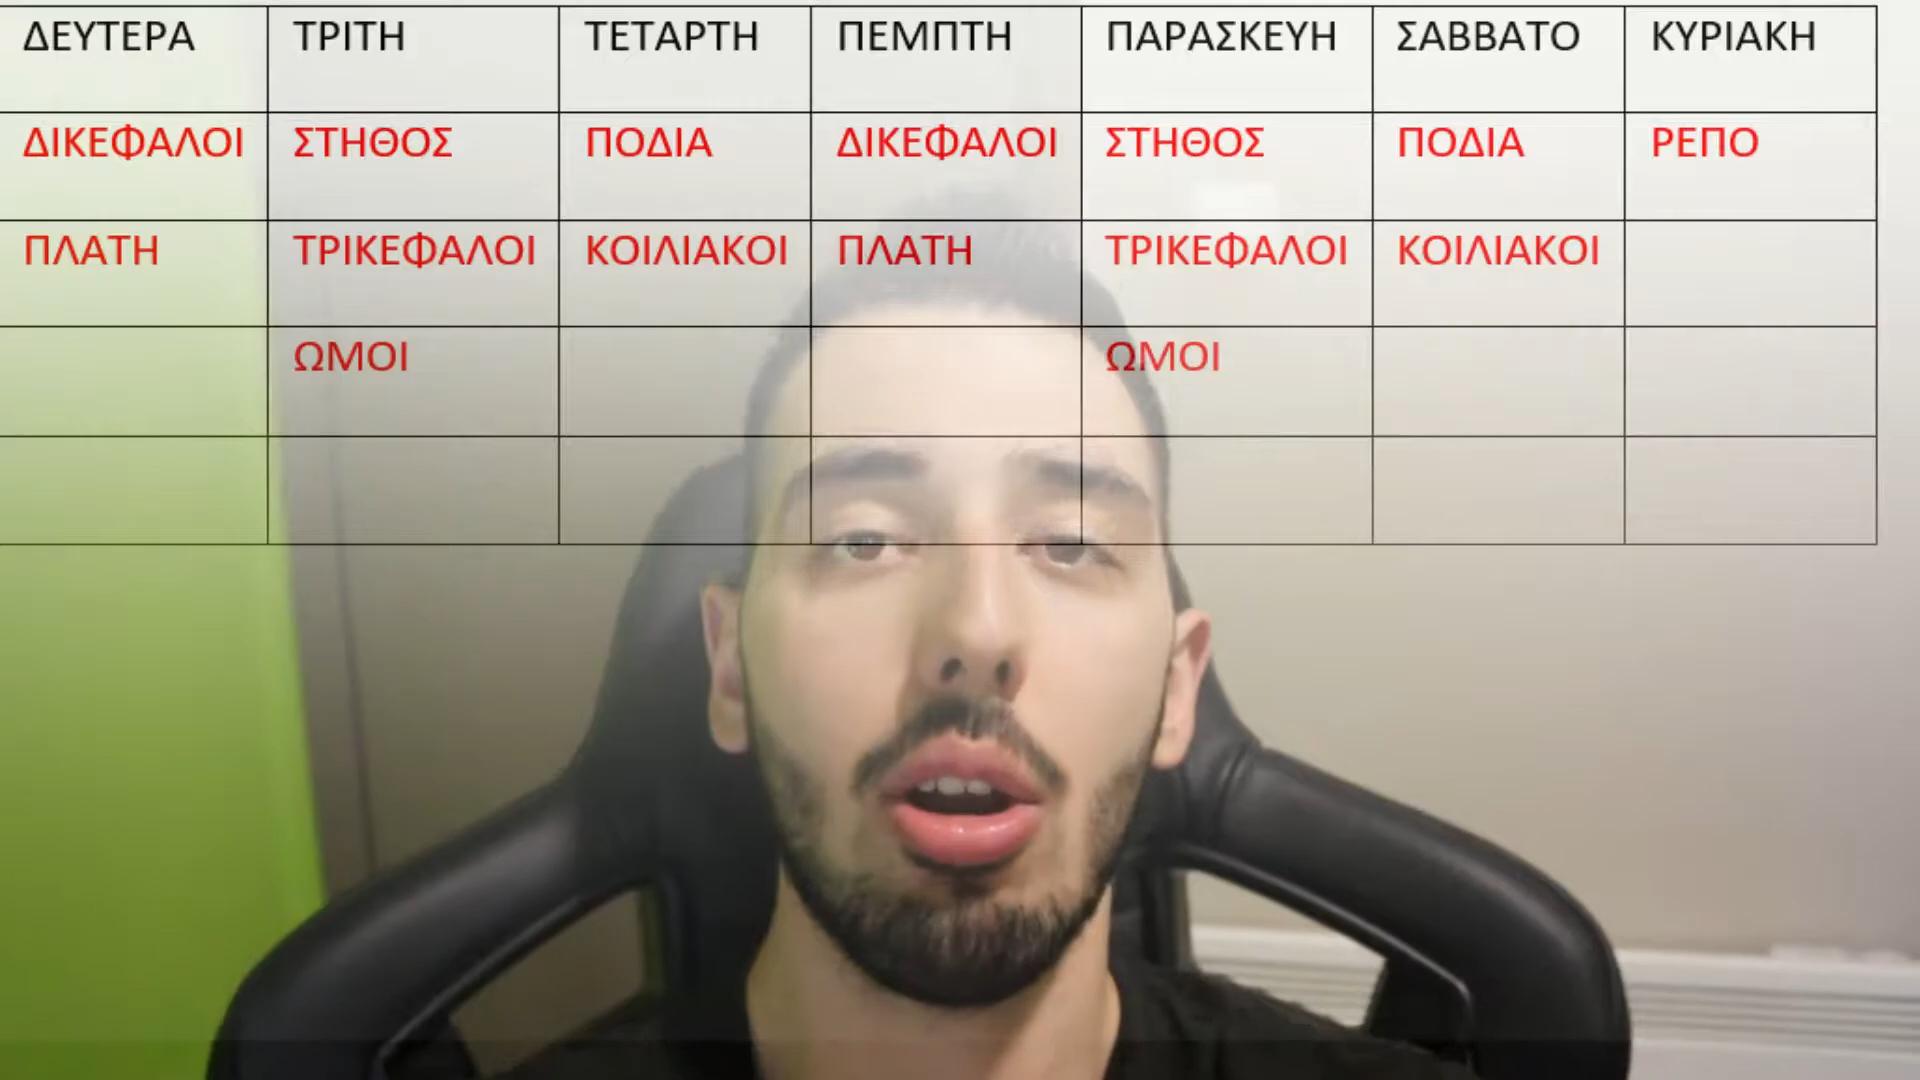 ΔΕΥΤΕΡΑ ΤΡΙΤΗ ΤΕΤΑΡΤΗ ΠΕΜΠΤΗ ΠΑΡΑΣΚΕΥΗ ΣΑΒΒΑΤΟ ΚΥΡΙΑΚΗ
ΔΙΚΕΦΑΛΟΙ ΣΤΗΘΟΣ ΠΟΔΙΑ ΔΙΚΕΦΑΛΟΙ ΣΤΗΘΟΣ ΠΟΔΙΑ ΡΕΠΟ
ΠΛΑΤΗ ΤΡΙΚΕΦΑΛΟΙ ΚΟΙΛΙΑΚΟΙ ΠΛΑΤΗ ΤΡΙΚΕΦΑΛΟΙ ΚΟΙΛΙΑΚΟΙ
ΩΜΟΙ ΩΜΟΙ